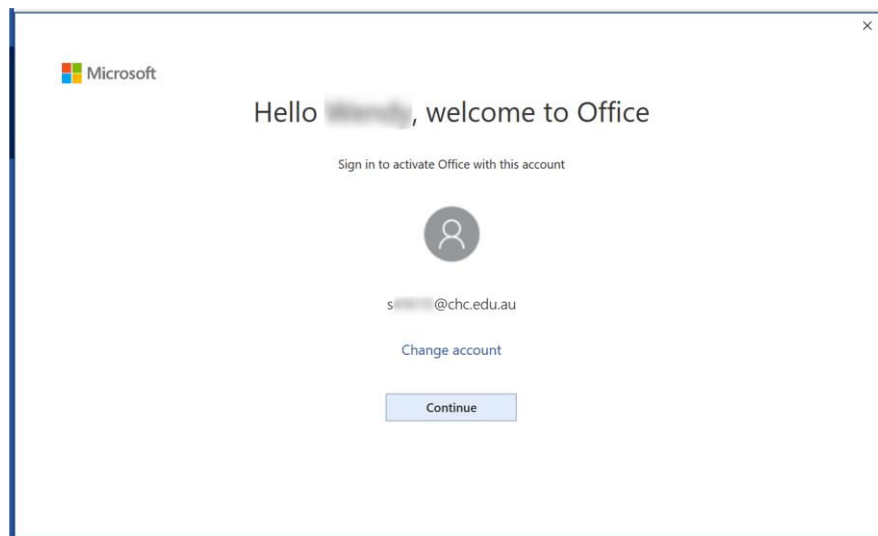 Microsoft
Hello , welcome to Office
Sign in to activate Office with this account
s @chc.edu.au
Change account
Continue